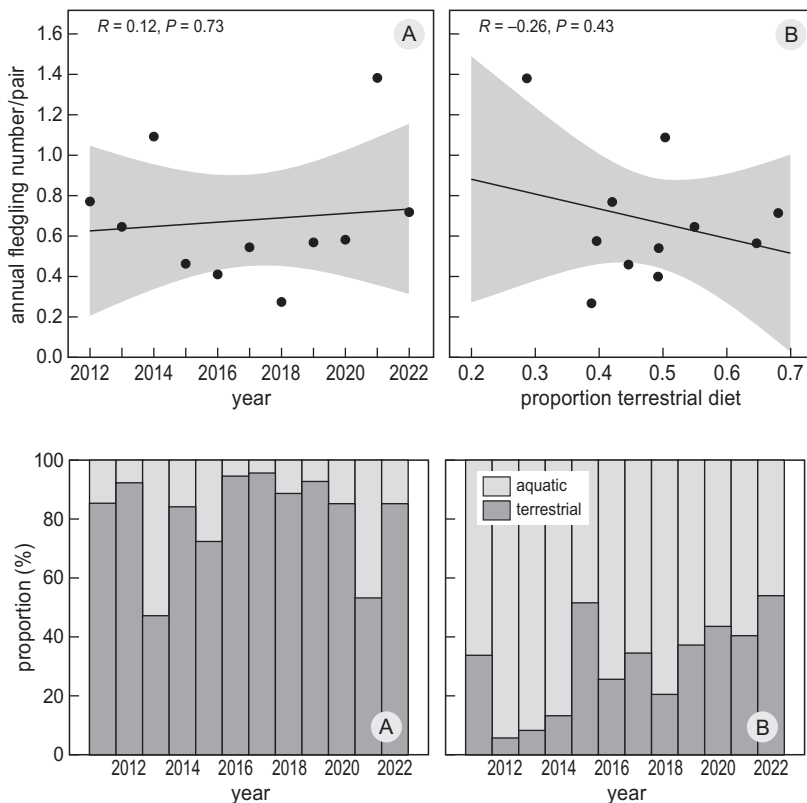 R = 0.12, P = 0.73
A
annual fledgling number/pair
1.6
1.4
1.2
1.0
0.8
0.6
0.4
0.2
0.0
2012 2014 2016 2018 2020 2022
year
R = –0.26, P = 0.43
B
0.2 0.3 0.4 0.5 0.6 0.7
proportion terrestrial diet
proportion (%)
100
80
60
40
20
0
A
2012 2014 2016 2018 2020 2022
year
aquatic
terrestrial
B
2012 2014 2016 2018 2020 2022
year